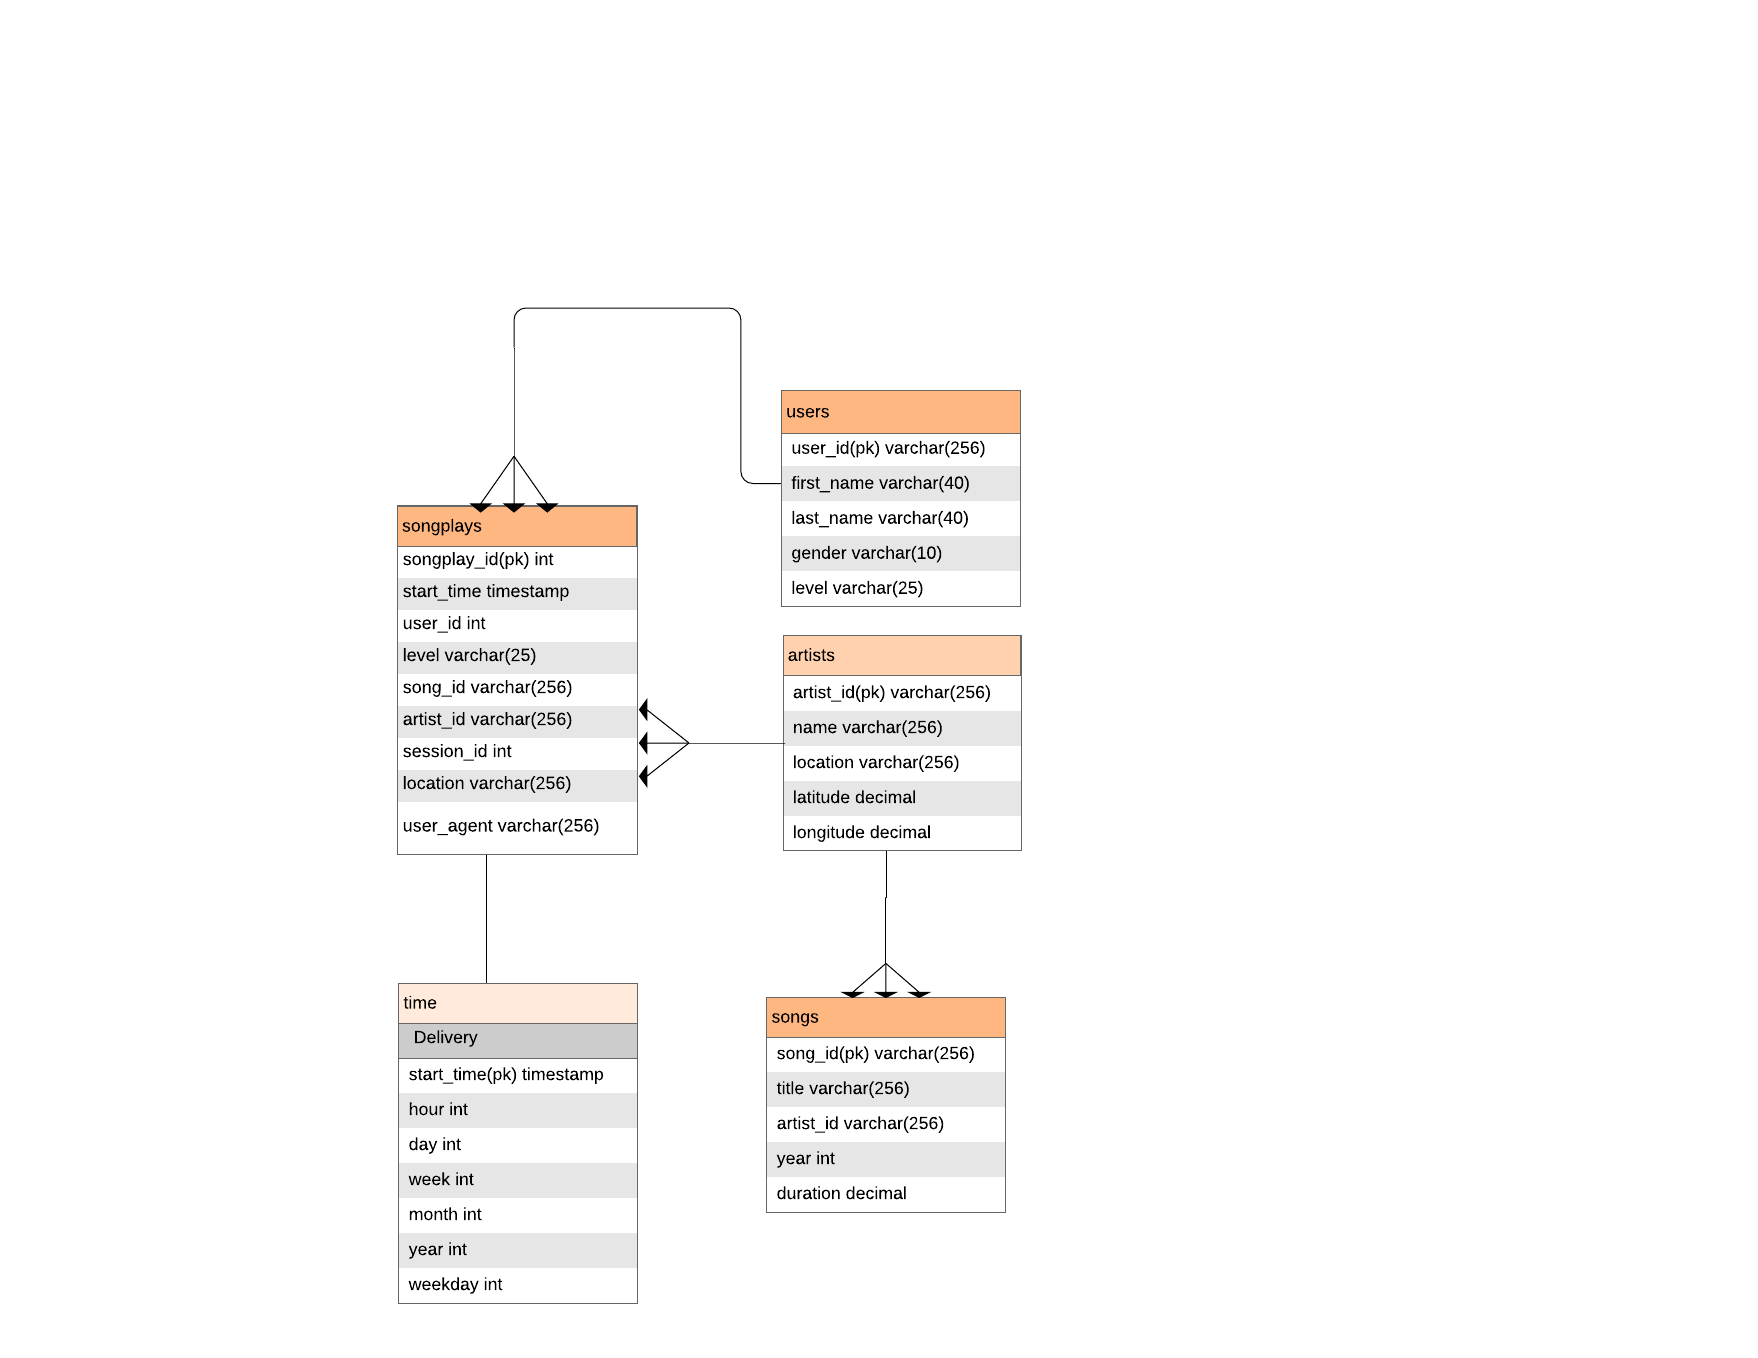 users
user_id(pk) varchar(256)
first_name varchar(40)
last_name varchar(40)
gender varchar(10)
level varchar(25)
songplays
songplay_id(pk) int
start_time timestamp
user_id int
level varchar(25)
song_id varchar(256)
artist_id varchar(256)
session_id int
location varchar(256)
user_agent varchar(256)
artists
artist_id(pk) varchar(256)
name varchar(256)
location varchar(256)
latitude decimal
longitude decimal
time
Delivery
start_time(pk) timestamp
hour int
day int
week int
month int
year int
weekday int
songs
song_id(pk) varchar(256)
title varchar(256)
artist_id varchar(256)
year int
duration decimal